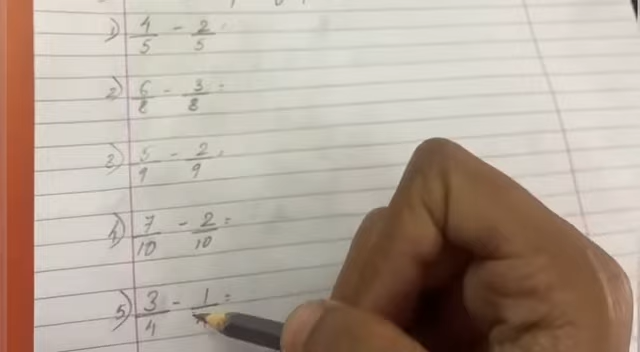 1) 4/5 - 2/5
2) 6/8 - 3/8 =
3) 5/9 - 2/9
4) 7/10 - 2/10 =
5) 3/4 - 1/ =